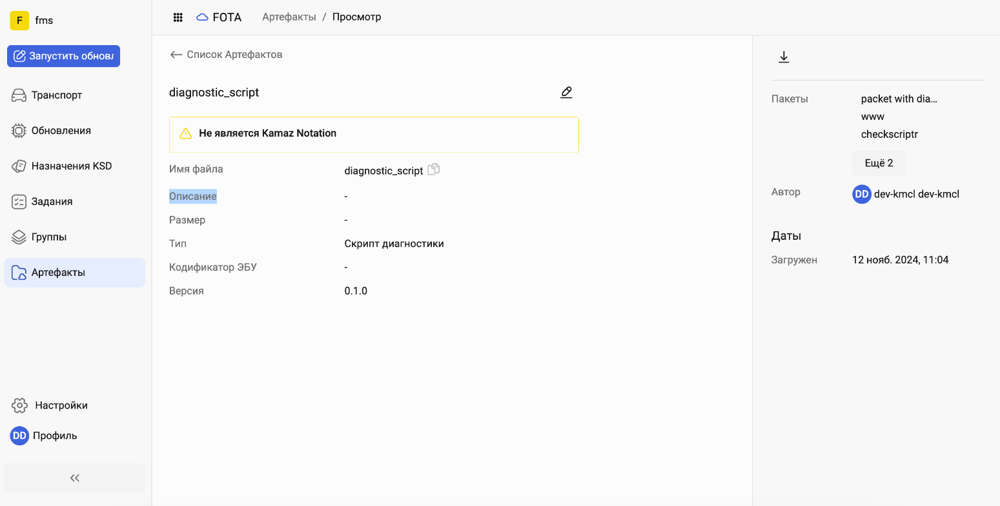 F fms
Запустить обновл
Транспорт
Обновления
Назначения KSD
Задания
Группы
Артефакты
Настройки
DD Профиль
FOTA Артефакты / Просмотр
Список Артефактов
diagnostic_script
Не является Kamaz Notation
Имя файла diagnostic_script
Описание -
Размер -
Тип Скрипт диагностики
Кодификатор ЭБУ -
Версия 0.1.0
Пакеты packet with dia...
www
checkscriptr
Ещё 2
Автор DD dev-kmcl dev-kmcl
Даты
Загружен 12 нояб. 2024, 11:04